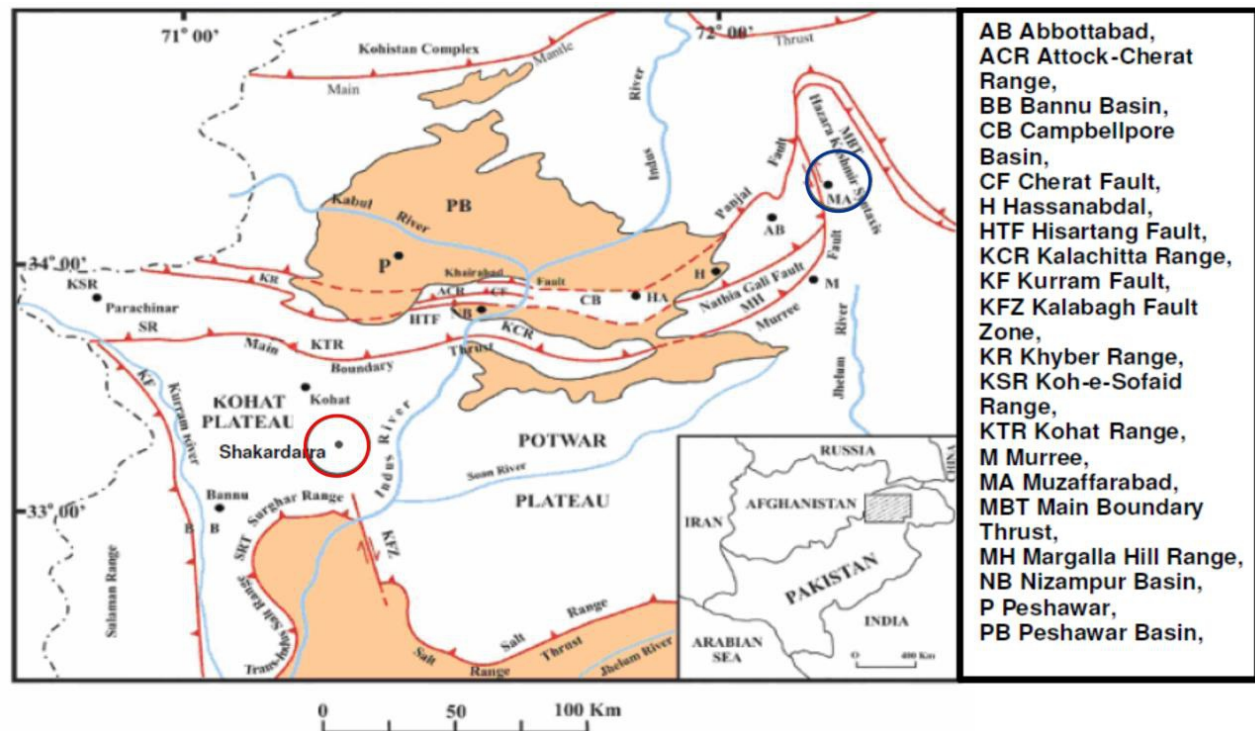 71° 00'
72° 00'
Kohistan Complex
Main
Mantle
Thrust
River
Indus
Hazara Kashmir Syntaxis
MBT
Fault
Panjal
MA
AB
Kabul
River
PB
P
34° 00'
KSR
Parachinar
SR
KR
Khairabad
Fault
ACR
CF
HTF
NB
KCR
CB
HA
H
Nathia Gali Fault
MH
Murree
Fault
M
Main
KTR
Boundary
Thrust
Jhelum River
KF
Kurram River
KOHAT
PLATEAU
Kohat
Shakardarra
Indus River
POTWAR
Soan River
PLATEAU
Bannu
B B
33° 00'
Surghar Range
SRT
KFZ
Sulaman Range
Trans-Indus Salt Range
Salt
Range
Salt
Range
Thrust
Jhelum River
RUSSIA
CHINA
AFGHANISTAN
IRAN
PAKISTAN
INDIA
ARABIAN
SEA
O 400 Km
0 50 100 Km
AB Abbottabad,
ACR Attock-Cherat
Range,
BB Bannu Basin,
CB Campbellpore
Basin,
CF Cherat Fault,
H Hassanabdal,
HTF Hisartang Fault,
KCR Kalachitta Range,
KF Kurram Fault,
KFZ Kalabagh Fault
Zone,
KR Khyber Range,
KSR Koh-e-Sofaid
Range,
KTR Kohat Range,
M Murree,
MA Muzaffarabad,
MBT Main Boundary
Thrust,
MH Margalla Hill Range,
NB Nizampur Basin,
P Peshawar,
PB Peshawar Basin,